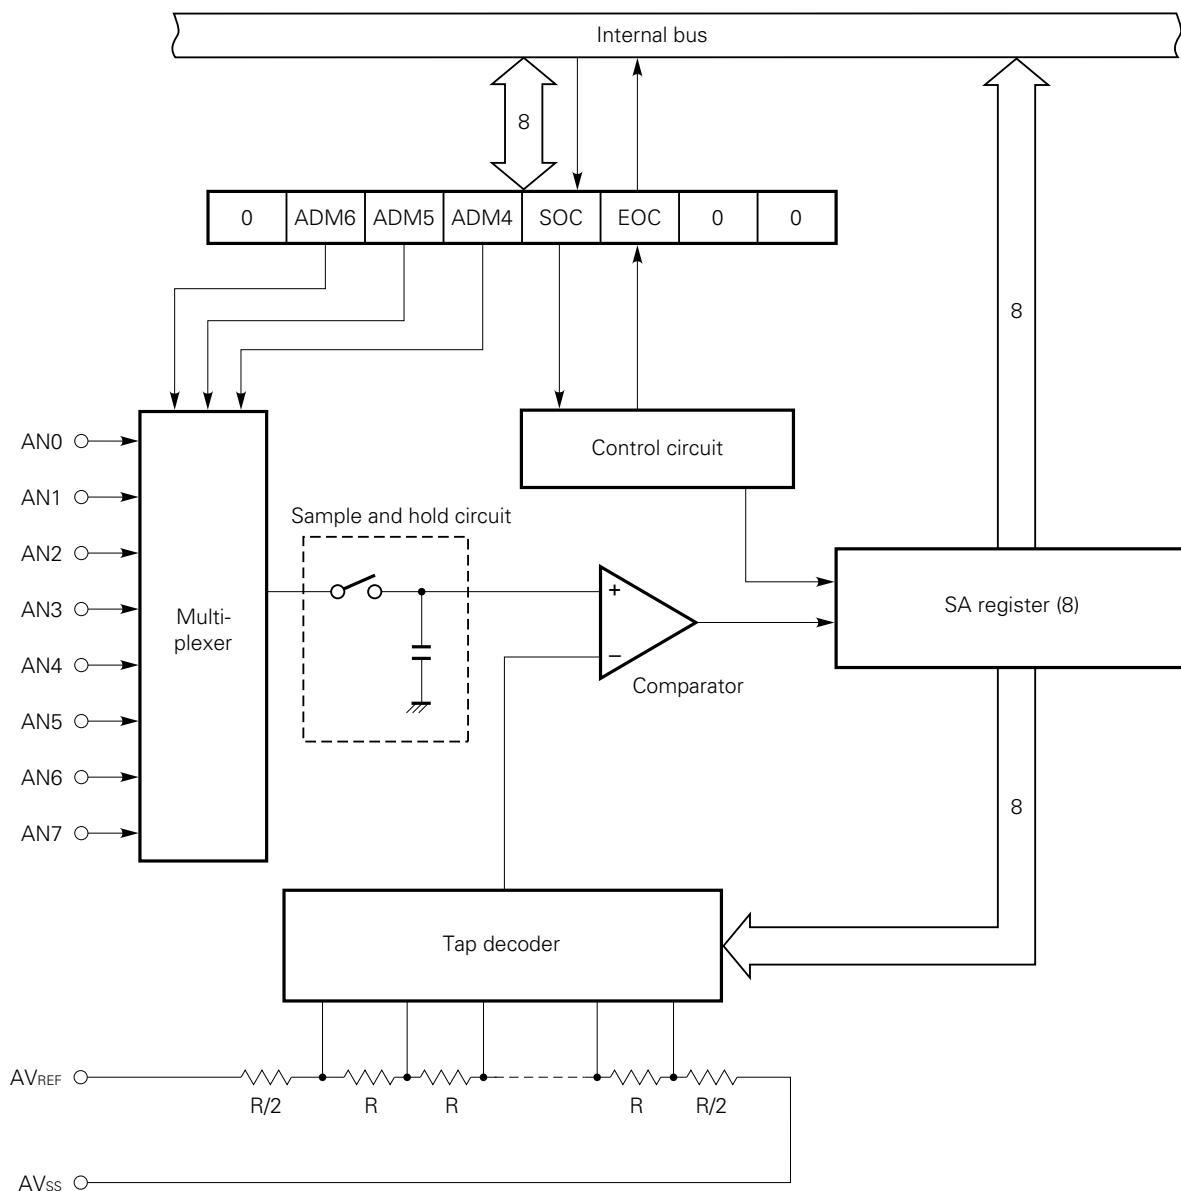 Internal bus
8
0 ADM6 ADM5 ADM4 SOC EOC 0 0
8
AN0
AN1
AN2
AN3
AN4
AN5
AN6
AN7
Multi-
plexer
Control circuit
Sample and hold circuit
+
−
Comparator
SA register (8)
8
Tap decoder
AVREF
R/2 R R R R/2
AVSS